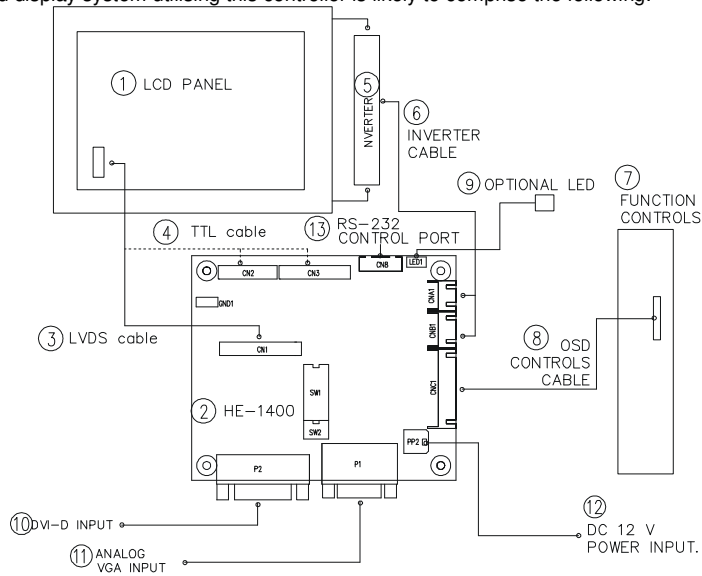 d display system utilising this controller is likely to comprise the following:
1 LCD PANEL
5
NVERTER
6
INVERTER
CABLE
9 OPTIONAL LED
7
FUNCTION
CONTROLS
4 TTL cable
13 RS-232
CONTROL PORT
CN2
CN3
CN8
LED1
GND1
CNA1
CNB1
3 LVDS cable
CN1
8 OSD
CONTROLS
CABLE
CNC1
2 HE-1400
SW1
SW2
PP2
P2
P1
10 DVI-D INPUT
11 ANALOG
VGA INPUT
12
DC 12 V
POWER INPUT.